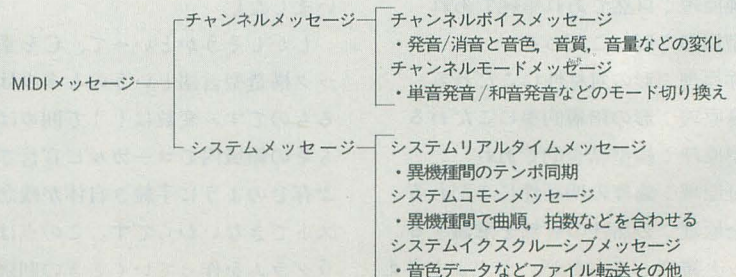 チャンネルメッセージ
チャンネルボイスメッセージ
・発音/消音と音色，音質，音量などの変化
チャンネルモードメッセージ
・単音発音/和音発音などのモード切り換え
MIDIメッセージ
システムメッセージ
システムリアルタイムメッセージ
・異機種間のテンポ同期
システムコモンメッセージ
・異機種間で曲順，拍数などを合わせる
システムイクスクルーシブメッセージ
・音色データなどファイル転送その他